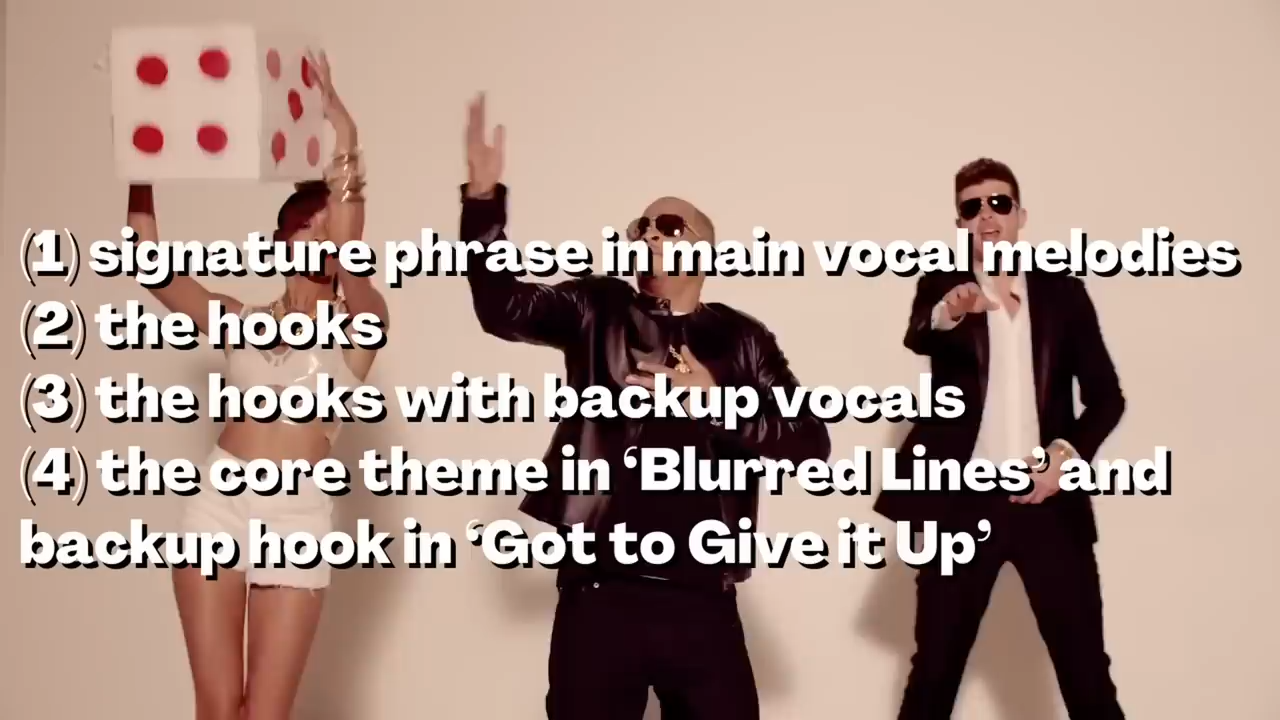 (1) signature phrase in main vocal melodies
(2) the hooks
(3) the hooks with backup vocals
(4) the core theme in ‘Blurred Lines’ and
backup hook in ‘Got to Give it Up’